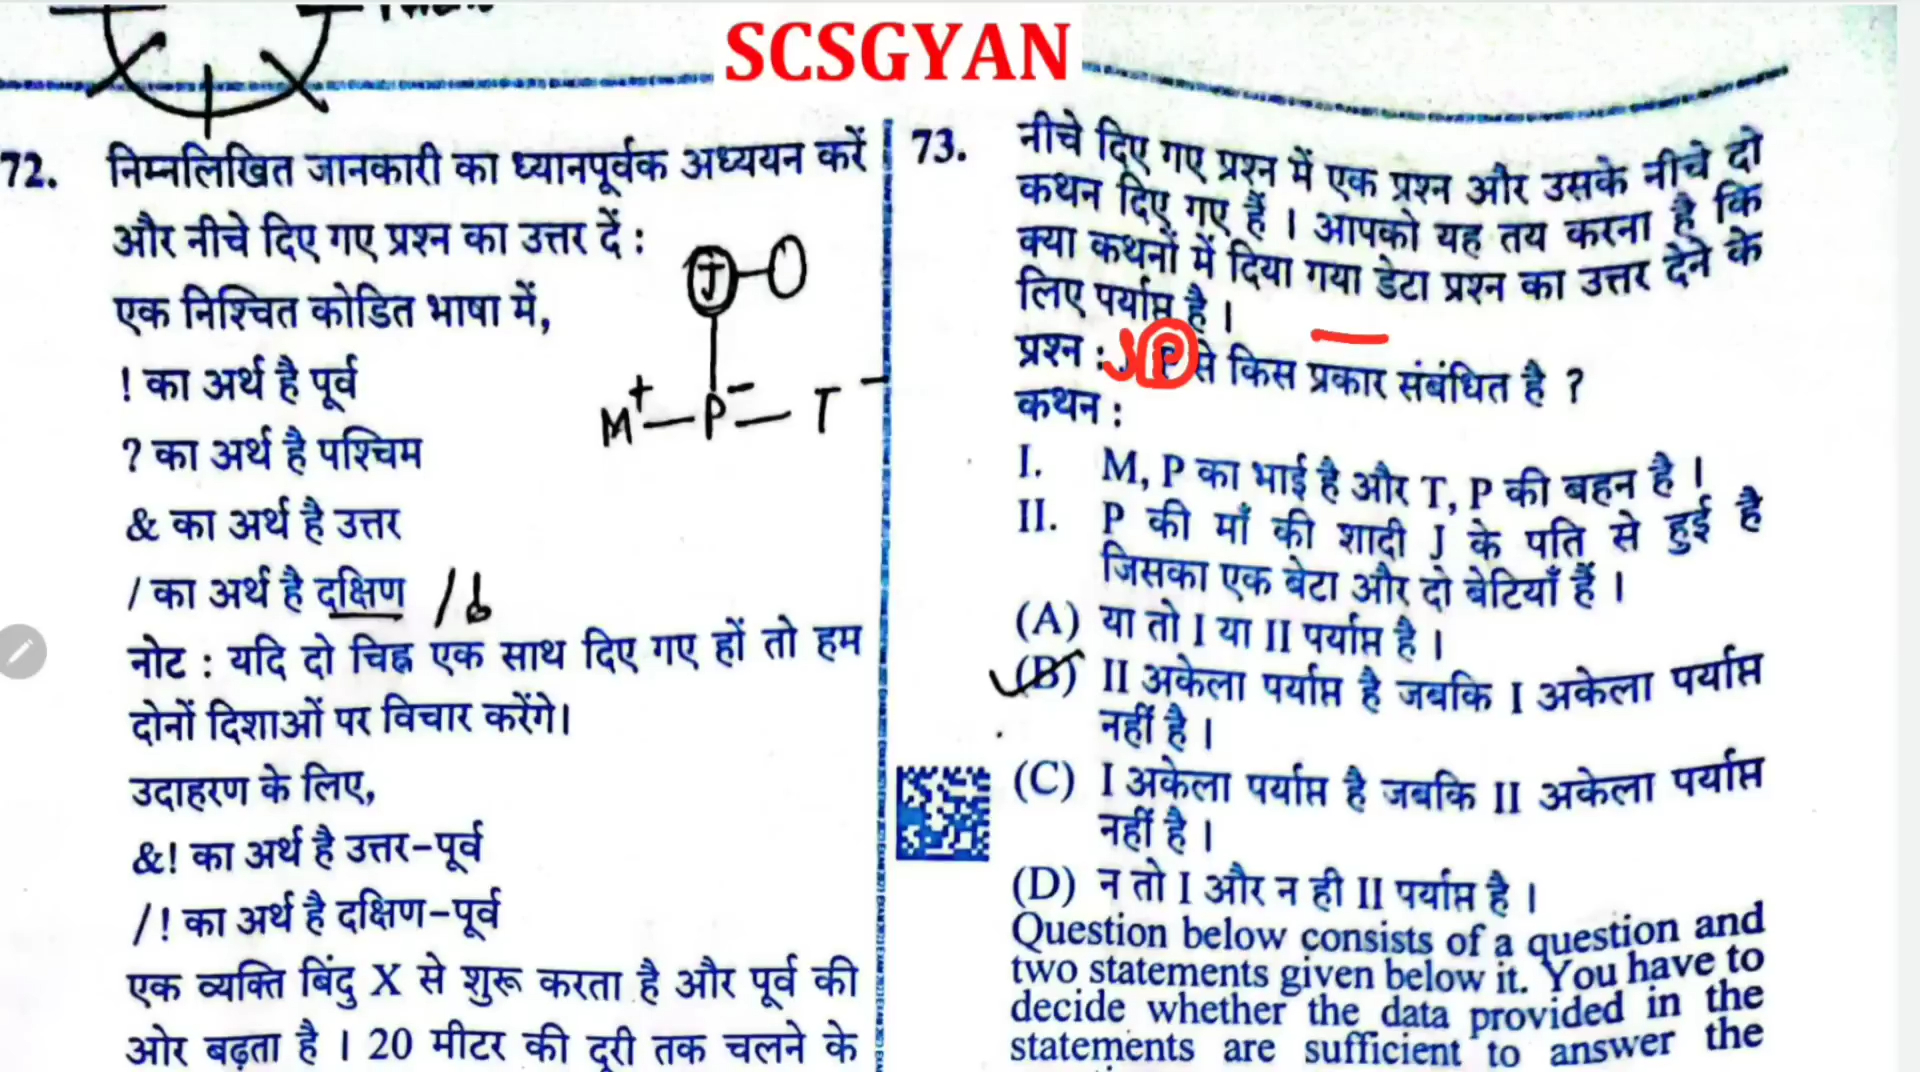 SCSGYAN
72. निम्नलिखित जानकारी का ध्यानपूर्वक अध्ययन करें
और नीचे दिए गए प्रश्न का उत्तर दें :
एक निश्चित कोडित भाषा में,
! का अर्थ है पूर्व
? का अर्थ है पश्चिम
& का अर्थ है उत्तर
/ का अर्थ है दक्षिण /
नोट : यदि दो चिह्न एक साथ दिए गए हों तो हम
दोनों दिशाओं पर विचार करेंगे।
उदाहरण के लिए,
&! का अर्थ है उत्तर-पूर्व
/! का अर्थ है दक्षिण-पूर्व
एक व्यक्ति बिंदु X से शुरू करता है और पूर्व की
ओर बढ़ता है । 20 मीटर की दूरी तक चलने के
J
M+ — P- — T -
73. नीचे दिए गए प्रश्न में एक प्रश्न और उसके नीचे दो
कथन दिए गए हैं । आपको यह तय करना है कि
क्या कथनों में दिया गया डेटा प्रश्न का उत्तर देने के
लिए पर्याप्त है ।
प्रश्न : J P से किस प्रकार संबंधित है ?
कथन :
I. M, P का भाई है और T, P की बहन है ।
II. P की माँ की शादी J के पति से हुई है
जिसका एक बेटा और दो बेटियाँ हैं ।
(A) या तो I या II पर्याप्त है ।
(B) II अकेला पर्याप्त है जबकि I अकेला पर्याप्त
नहीं है ।
(C) I अकेला पर्याप्त है जबकि II अकेला पर्याप्त
नहीं है ।
(D) न तो I और न ही II पर्याप्त है ।
Question below consists of a question and
two statements given below it. You have to
decide whether the data provided in the
statements are sufficient to answer the